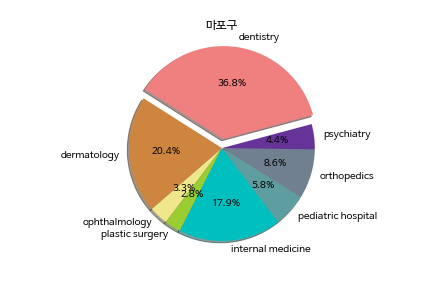 마포구
dentistry
36.8%
psychiatry
4.4%
dermatology
20.4%
8.6%
orthopedics
5.8%
3.3%
2.8%
17.9%
pediatric hospital
ophthalmology
plastic surgery
internal medicine